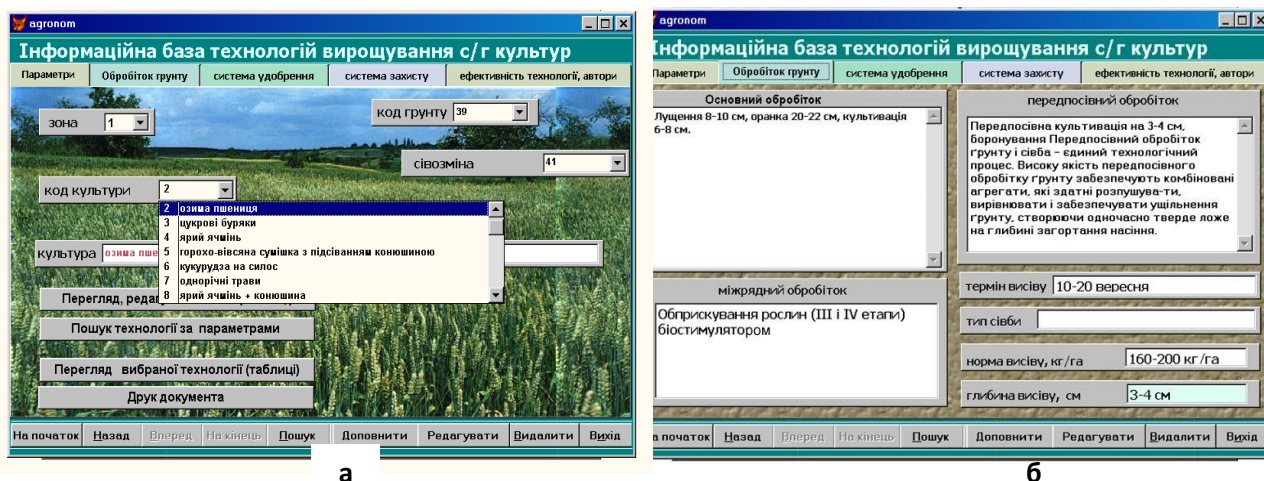 agronom
Інформаційна база технологій вирощування с/г культур
Параметри Обробіток грунту система удобрення система захисту ефективність технології, автори
зона 1
код грунту 39
сівозміна 41
код культури 2
2 озима пшениця
3 цукрові буряки
4 ярий ячмінь
5 горохо-вівсяна сумішка з підсіванням конюшиною
6 кукурудза на силос
7 однорічні трави
8 ярий ячмінь + конюшина
культура озима пше
Перегляд, реда
Пошук технології за параметрами
Перегляд вибраної технології (таблиці)
Друк документа
На початок Назад Вперед На кінець Пошук Доповнити Редагувати Видалити Вихід
а
agronom
Інформаційна база технологій вирощування с/г культур
Параметри Обробіток грунту система удобрення система захисту ефективність технології, автори
Основний обробіток
Лущення 8-10 см, оранка 20-22 см, культивація
6-8 см.
передпосівний обробіток
Передпосівна культивація на 3-4 см,
боронування Передпосівний обробіток
грунту і сівба - єдиний технологічний
процес. Високу якість передпосівного
обробітку грунту забезпечують комбіновані
агрегати, які здатні розпушува-ти,
вирівнювати і забезпечувати ущільнення
грунту, створюючи одночасно тверде ложе
на глибині загортання насіння.
міжрядний обробіток
Обприскування рослин (III і IV етапи)
біостимулятором
термін висіву 10-20 вересня
тип сівби
норма висіву, кг/га 160-200 кг/га
глибина висіву, см 3-4 см
а початок Назад Вперед На кінець Пошук Доповнити Редагувати Видалити Вихід
б